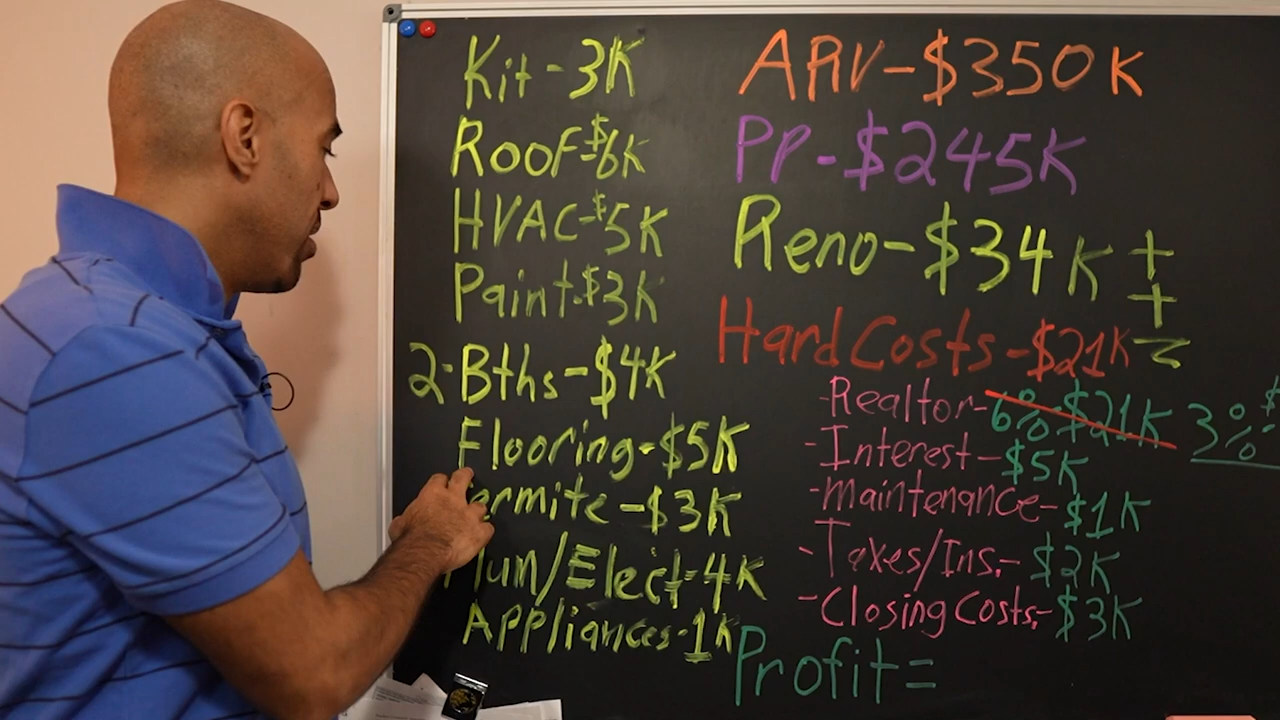 Kit - 3K
Roof-$6K
HVAC-$5K
Paint-$3K
2-Bths-$4K
Flooring-$5K
ermite-$3K
lum/Elect-4K
Appliances-1K
ARV-$350K
PP-$245K
Reno-$34K
Hard Costs-$21K
-Realtor-6%-$21K 3% $
-Interest-$5K
-maintenance-$1K
-Taxes/Ins.-$2K
-Closing Costs,-$3K
Profit=